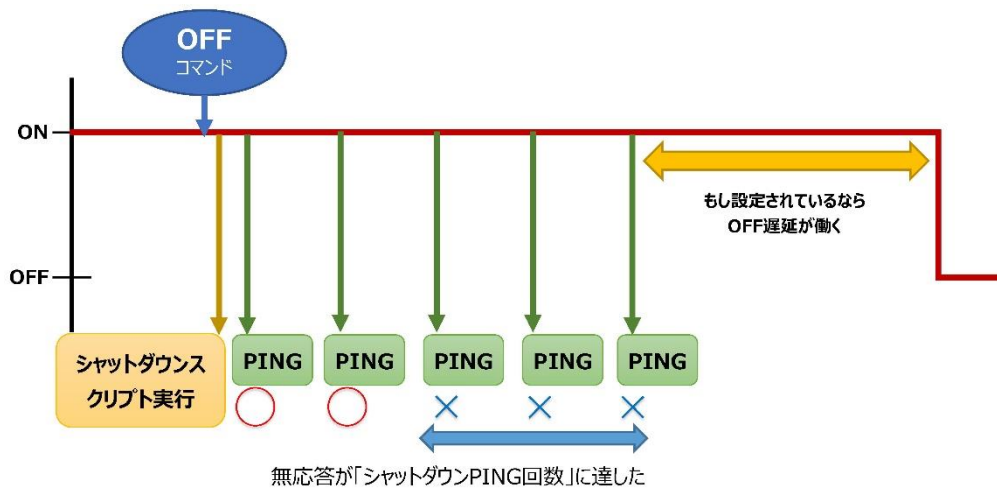 OFF
コマンド
ON
もし設定されているなら
OFF遅延が働く
OFF
シャットダウンス
クリプト実行
PING
PING
PING
PING
PING
無応答が「シャットダウンPING回数」に達した